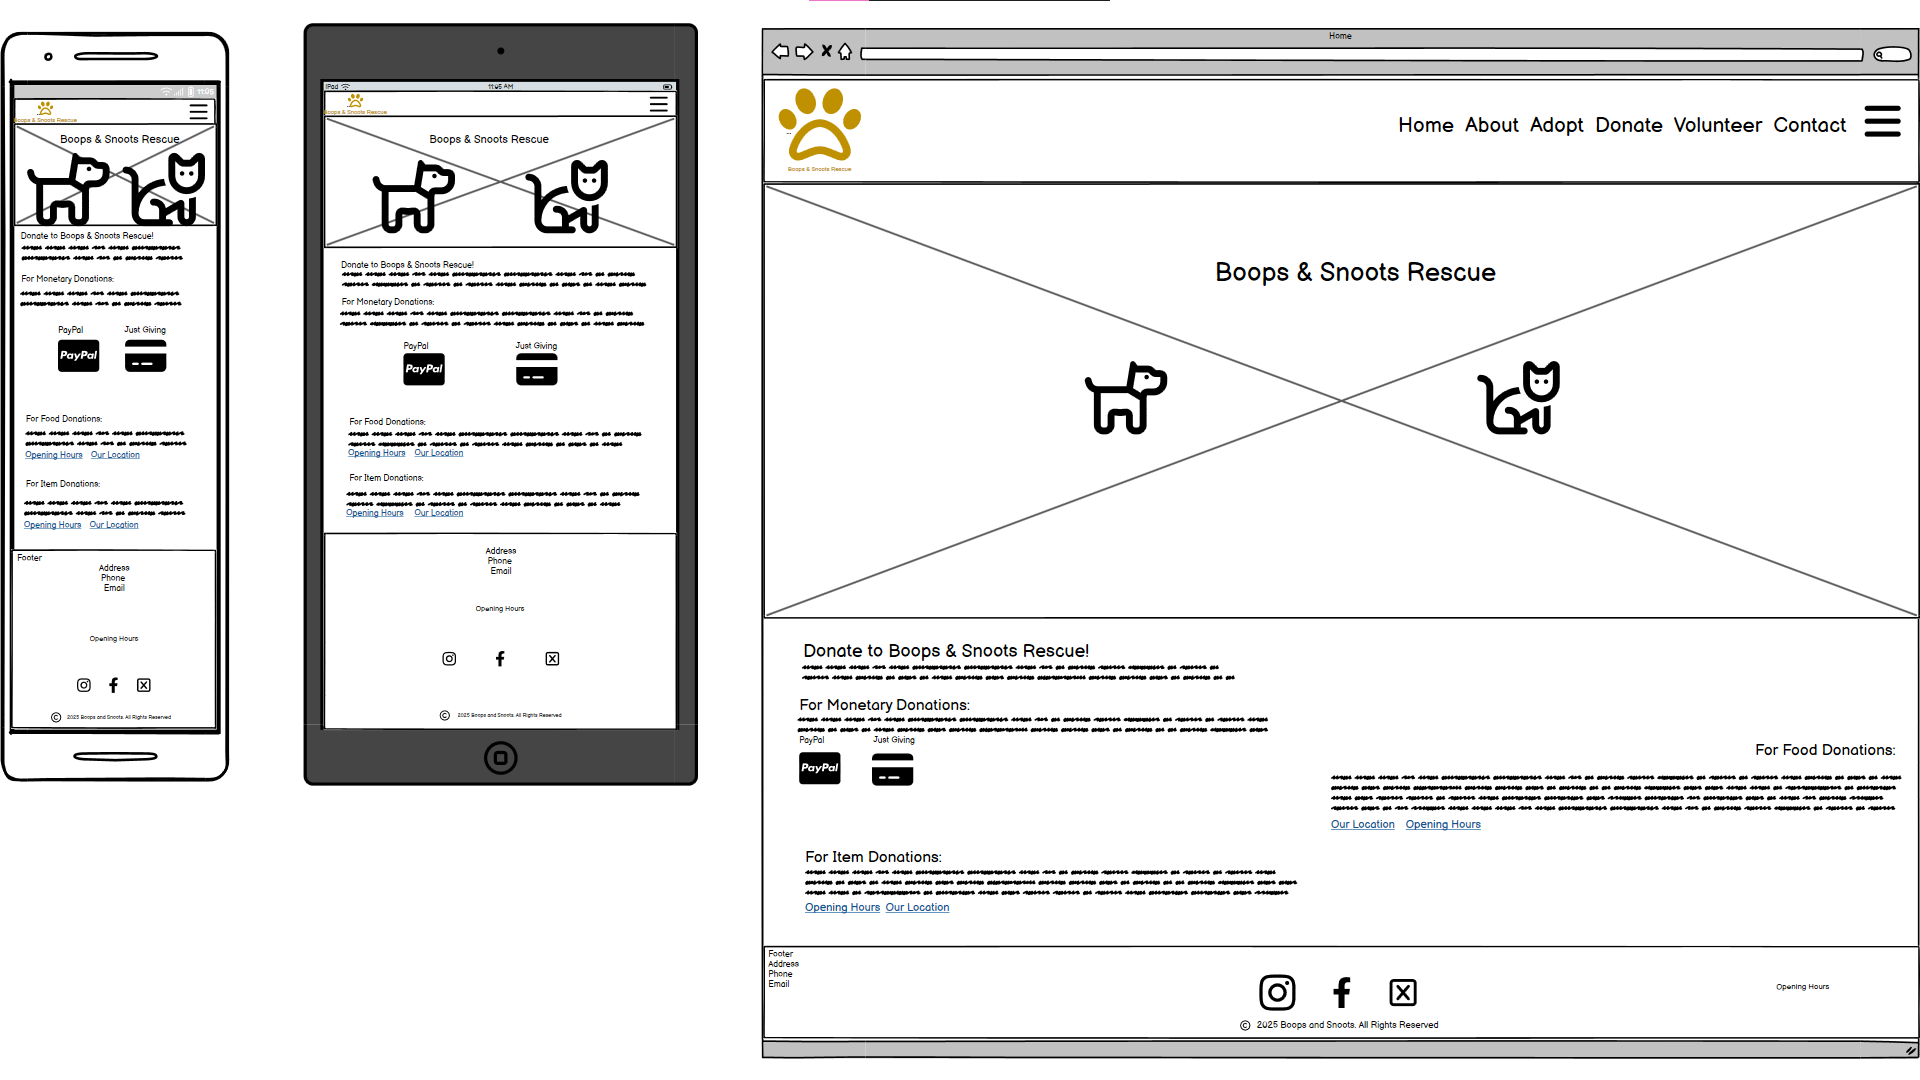 11:05
Boops & Snoots Rescue
Boops & Snoots Rescue
Donate to Boops & Snoots Rescue!
For Monetary Donations:
PayPal Just Giving
PayPal
For Food Donations:
Opening Hours Our Location
For Item Donations:
Opening Hours Our Location
Footer
Address
Phone
Email
Opening Hours
© 2025 Boops and Snoots. All Rights Reserved
iPad 11:05 AM
Boops & Snoots Rescue
Boops & Snoots Rescue
Donate to Boops & Snoots Rescue!
For Monetary Donations:
PayPal Just Giving
PayPal
For Food Donations:
Opening Hours Our Location
For Item Donations:
Opening Hours Our Location
Address
Phone
Email
Opening Hours
© 2025 Boops and Snoots. All Rights Reserved
Home
Boops & Snoots Rescue
Home About Adopt Donate Volunteer Contact
Boops & Snoots Rescue
Donate to Boops & Snoots Rescue!
For Monetary Donations:
PayPal Just Giving
PayPal
For Food Donations:
Our Location Opening Hours
For Item Donations:
Opening Hours Our Location
Footer
Address
Phone
Email
Opening Hours
© 2025 Boops and Snoots. All Rights Reserved